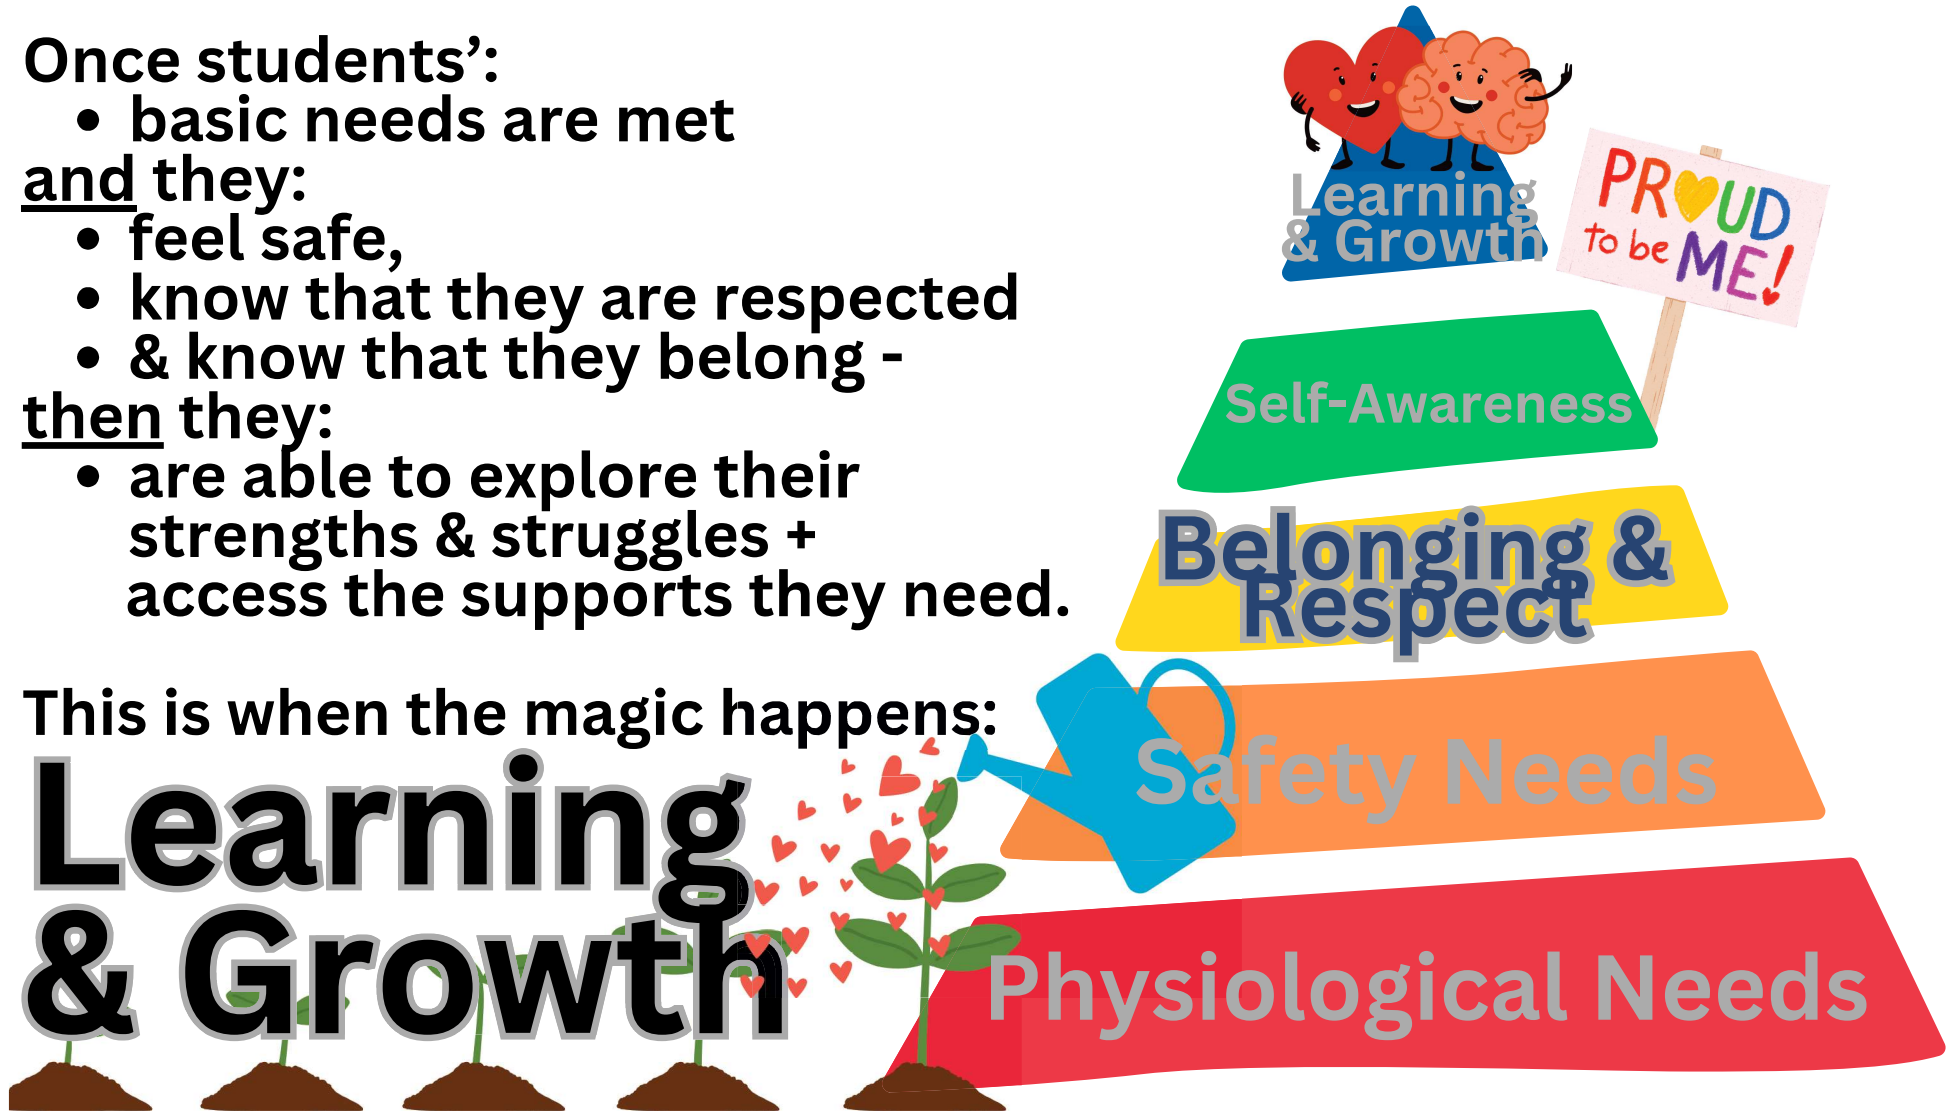 Once students’:
• basic needs are met
and they:
• feel safe,
• know that they are respected
• & know that they belong -
then they:
• are able to explore their
strengths & struggles +
access the supports they need.
This is when the magic happens:
Learning
& Growth
Learning
& Growth
PROUD
to be ME!
Self-Awareness
Belonging &
Respect
Safety Needs
Physiological Needs